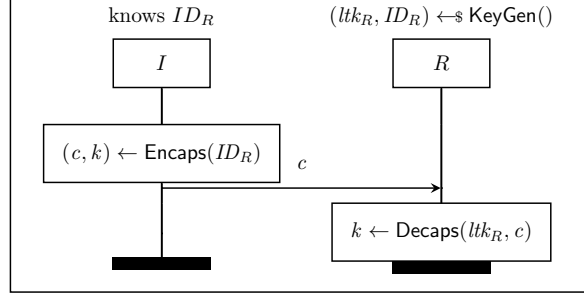 knows ID_R
(ltk_R, ID_R) ←$ KeyGen()
I
R
(c, k) ← Encaps(ID_R)
c
k ← Decaps(ltk_R, c)